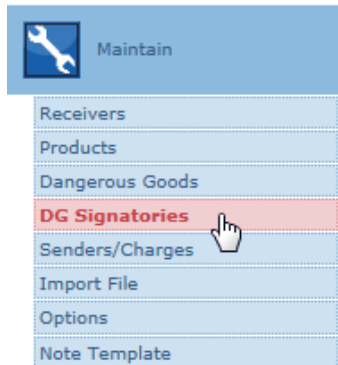 Maintain
Receivers
Products
Dangerous Goods
DG Signatories
Senders/Charges
Import File
Options
Note Template